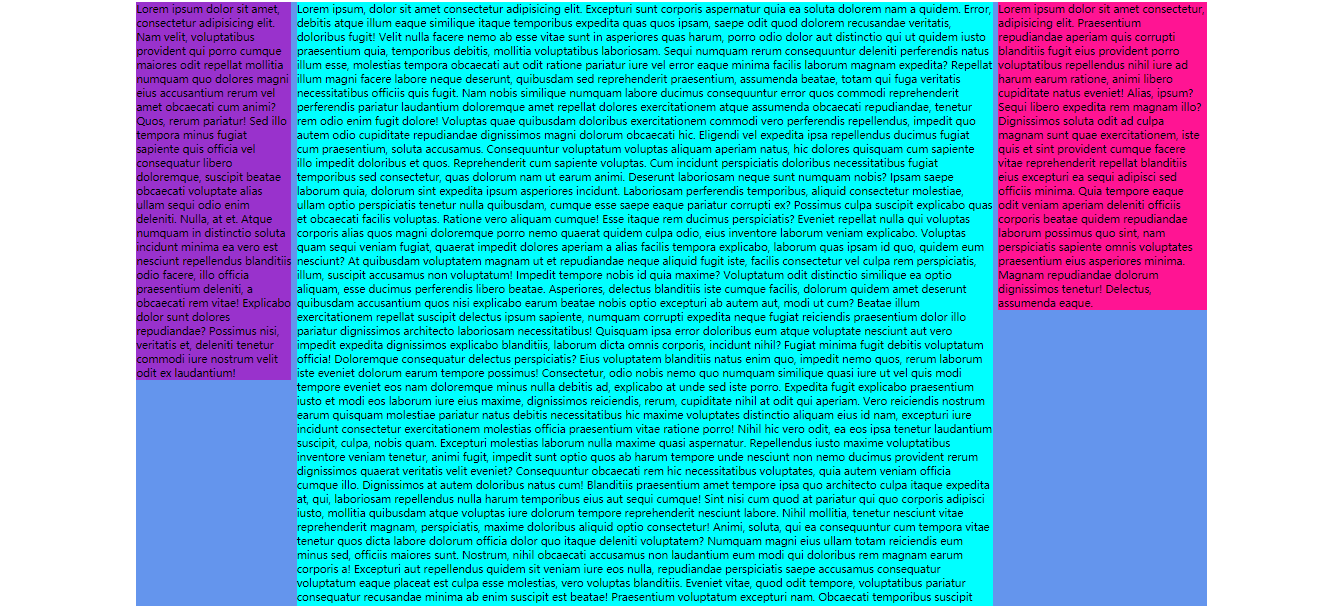 Lorem ipsum dolor sit amet,
consectetur adipisicing elit.
Nam velit, voluptatibus
provident qui porro cumque
maiores odit repellat mollitia
numquam quo dolores magni
eius accusantium rerum vel
amet obcaecati cum animi?
Quos, rerum pariatur! Sed illo
tempora minus fugiat
sapiente quis officia vel
consequatur libero
doloremque, suscipit beatae
obcaecati voluptate alias
ullam sequi odio enim
deleniti. Nulla, at et. Atque
numquam in distinctio soluta
incidunt minima ea vero est
nesciunt repellendus blanditiis
odio facere, illo officia
praesentium deleniti, a
obcaecati rem vitae! Explicabo
dolor sunt dolores
repudiandae? Possimus nisi,
veritatis et, deleniti tenetur
commodi iure nostrum velit
odit ex laudantium!
Lorem ipsum, dolor sit amet consectetur adipisicing elit. Excepturi sunt corporis aspernatur quia ea soluta dolorem nam a quidem. Error,
debitis atque illum eaque similique itaque temporibus expedita quas quos ipsam, saepe odit quod dolorem recusandae veritatis,
doloribus fugit! Velit nulla facere nemo ab esse vitae sunt in asperiores quas harum, porro odio dolor aut distinctio qui ut quidem iusto
praesentium quia, temporibus debitis, mollitia voluptatibus laboriosam. Sequi numquam rerum consequuntur deleniti perferendis natus
illum esse, molestias tempora obcaecati aut odit ratione pariatur iure vel error eaque minima facilis laborum magnam expedita? Repellat
illum magni facere labore neque deserunt, quibusdam sed reprehenderit praesentium, assumenda beatae, totam qui fuga veritatis
necessitatibus officiis quis fugit. Nam nobis similique numquam labore ducimus consequuntur error quos commodi reprehenderit
perferendis pariatur laudantium doloremque amet repellat dolores exercitationem atque assumenda obcaecati repudiandae, tenetur
rem odio enim fugit dolore! Voluptas quae quibusdam doloribus exercitationem commodi vero perferendis repellendus, impedit quo
autem odio cupiditate repudiandae dignissimos magni dolorum obcaecati hic. Eligendi vel expedita ipsa repellendus ducimus fugiat
cum praesentium, soluta accusamus. Consequuntur voluptatum voluptas aliquam aperiam natus, hic dolores quisquam cum sapiente
illo impedit doloribus et quos. Reprehenderit cum sapiente voluptas. Cum incidunt perspiciatis doloribus necessitatibus fugiat
temporibus sed consectetur, quas dolorum nam ut earum animi. Deserunt laboriosam neque sunt numquam nobis? Ipsam saepe
laborum quia, dolorum sint expedita ipsum asperiores incidunt. Laboriosam perferendis temporibus, aliquid consectetur molestiae,
ullam optio perspiciatis tenetur nulla quibusdam, cumque esse saepe eaque pariatur corrupti ex? Possimus culpa suscipit explicabo quas
et obcaecati facilis voluptas. Ratione vero aliquam cumque! Esse itaque rem ducimus perspiciatis? Eveniet repellat nulla qui voluptas
corporis alias quos magni doloremque porro nemo quaerat quidem culpa odio, eius inventore laborum veniam explicabo. Voluptas
quam sequi veniam fugiat, quaerat impedit dolores aperiam a alias facilis tempora explicabo, laborum quas ipsam id quo, quidem eum
nesciunt? At quibusdam voluptatem magnam ut et repudiandae neque aliquid fugit iste, facilis consectetur vel culpa rem perspiciatis,
illum, suscipit accusamus non voluptatum! Impedit tempore nobis id quia maxime? Voluptatum odit distinctio similique ea optio
aliquam, esse ducimus perferendis libero beatae. Asperiores, delectus blanditiis iste cumque facilis, dolorum quidem amet deserunt
quibusdam accusantium quos nisi explicabo earum beatae nobis optio excepturi ab autem aut, modi ut cum? Beatae illum
exercitationem repellat suscipit delectus ipsum sapiente, numquam corrupti expedita neque fugiat reiciendis praesentium dolor illo
pariatur dignissimos architecto laboriosam necessitatibus! Quisquam ipsa error doloribus eum atque voluptate nesciunt aut vero
impedit expedita dignissimos explicabo blanditiis, laborum dicta omnis corporis, incidunt nihil? Fugiat minima fugit debitis voluptatum
officia! Doloremque consequatur delectus perspiciatis? Eius voluptatem blanditiis natus enim quo, impedit nemo quos, rerum laborum
iste eveniet dolorum earum tempore possimus! Consectetur, odio nobis nemo quo numquam similique quasi iure ut vel quis modi
tempore eveniet eos nam doloremque minus nulla debitis ad, explicabo at unde sed iste porro. Expedita fugit explicabo praesentium
iusto et modi eos laborum iure eius maxime, dignissimos reiciendis, rerum, cupiditate nihil at odit qui aperiam. Vero reiciendis nostrum
earum quisquam molestiae pariatur natus debitis necessitatibus hic maxime voluptates distinctio aliquam eius id nam, excepturi iure
incidunt consectetur exercitationem molestias officia praesentium vitae ratione porro! Nihil hic vero odit, ea eos ipsa tenetur laudantium
suscipit, culpa, nobis quam. Excepturi molestias laborum nulla maxime quasi aspernatur. Repellendus iusto maxime voluptatibus
inventore veniam tenetur, animi fugit, impedit sunt optio quos ab harum tempore unde nesciunt non nemo ducimus provident rerum
dignissimos quaerat veritatis velit eveniet? Consequuntur obcaecati rem hic necessitatibus voluptates, quia autem veniam officia
cumque illo. Dignissimos at autem doloribus natus cum! Blanditiis praesentium amet tempore ipsa quo architecto culpa itaque expedita
at, qui, laboriosam repellendus nulla harum temporibus eius aut sequi cumque! Sint nisi cum quod at pariatur qui quo corporis adipisci
iusto, mollitia quibusdam atque voluptas iure dolorum tempore reprehenderit nesciunt labore. Nihil mollitia, tenetur nesciunt vitae
reprehenderit magnam, perspiciatis, maxime doloribus aliquid optio consectetur! Animi, soluta, qui ea consequuntur cum tempora vitae
tenetur quos dicta labore dolorum officia dolor quo itaque deleniti voluptatem? Numquam magni eius ullam totam reiciendis eum
minus sed, officiis maiores sunt. Nostrum, nihil obcaecati accusamus non laudantium eum modi qui doloribus rem magnam earum
corporis a! Excepturi aut repellendus quidem sit veniam iure eos nulla, repudiandae perspiciatis saepe accusamus consequatur
voluptatum eaque placeat est culpa esse molestias, vero voluptas blanditiis. Eveniet vitae, quod odit tempore, voluptatibus pariatur
consequatur recusandae minima ab enim suscipit est beatae! Praesentium voluptatum excepturi nam. Obcaecati temporibus suscipit
Lorem ipsum dolor sit amet consectetur,
adipisicing elit. Praesentium
repudiandae aperiam quis corrupti
blanditiis fugit eius provident porro
voluptatibus repellendus nihil iure ad
harum earum ratione, animi libero
cupiditate natus eveniet! Alias, ipsum?
Sequi libero expedita rem magnam illo?
Dignissimos soluta odit ad culpa
magnam sunt quae exercitationem, iste
quis et sint provident cumque facere
vitae reprehenderit repellat blanditiis
eius excepturi ea sequi adipisci sed
officiis minima. Quia tempore eaque
odit veniam aperiam deleniti officiis
corporis beatae quidem repudiandae
laborum possimus quo sint, nam
perspiciatis sapiente omnis voluptates
praesentium eius asperiores minima.
Magnam repudiandae dolorum
dignissimos tenetur! Delectus,
assumenda eaque.